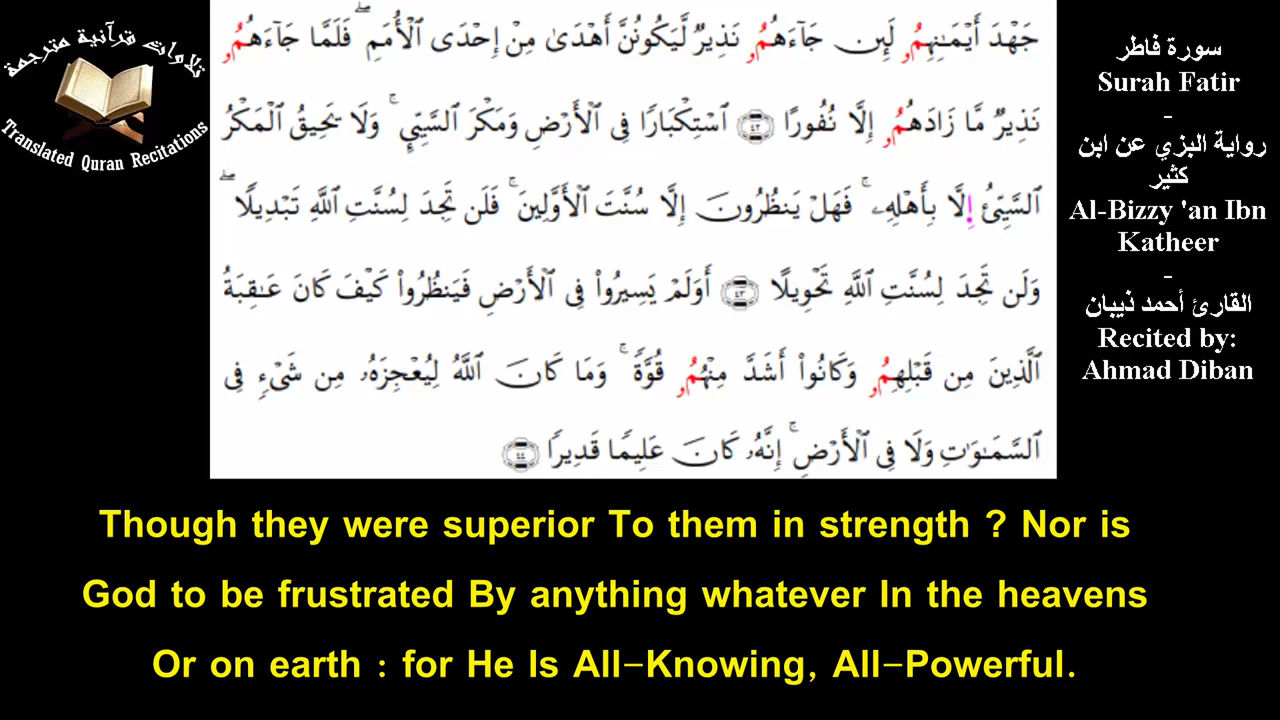 تلاوات قرآنية مترجمة
Translated Quran Recitations
جَهْدَ أَيْمَـٰنِهِمُۥ لَئِن جَآءَهُمُۥ نَذِيرٌ لَّيَكُونُنَّ أَهْدَىٰ مِنْ إِحْدَى ٱلْأُمَمِ ۖ فَلَمَّا جَآءَهُمُۥ
نَذِيرٌ مَّا زَادَهُمُۥ إِلَّا نُفُورًا ٤٢ ٱسْتِكْبَارًا فِى ٱلْأَرْضِ وَمَكْرَ ٱلسَّيِّئِ ۚ وَلَا يَحِيقُ ٱلْمَكْرُ
ٱلسَّيِّئُ إِلَّا بِأَهْلِهِۦ ۚ فَهَلْ يَنظُرُونَ إِلَّا سُنَّتَ ٱلْأَوَّلِينَ ۚ فَلَن تَجِدَ لِسُنَّتِ ٱللَّهِ تَبْدِيلًا ۖ
وَلَن تَجِدَ لِسُنَّتِ ٱللَّهِ تَحْوِيلًا ٤٣ أَوَلَمْ يَسِيرُوا۟ فِى ٱلْأَرْضِ فَيَنظُرُوا۟ كَيْفَ كَانَ عَـٰقِبَةُ
ٱلَّذِينَ مِن قَبْلِهِمُۥ وَكَانُوٓا۟ أَشَدَّ مِنْهُمُۥ قُوَّةً ۚ وَمَا كَانَ ٱللَّهُ لِيُعْجِزَهُۥ مِن شَىْءٍ فِى
ٱلسَّمَـٰوَٰتِ وَلَا فِى ٱلْأَرْضِ ۚ إِنَّهُۥ كَانَ عَلِيمًا قَدِيرًا ٤٤
سورة فاطر
Surah Fatir
-
رواية البزي عن ابن
كثير
Al-Bizzy 'an Ibn
Katheer
-
القارئ أحمد ذيبان
Recited by:
Ahmad Diban
Though they were superior To them in strength ? Nor is
God to be frustrated By anything whatever In the heavens
Or on earth : for He Is All-Knowing, All-Powerful.